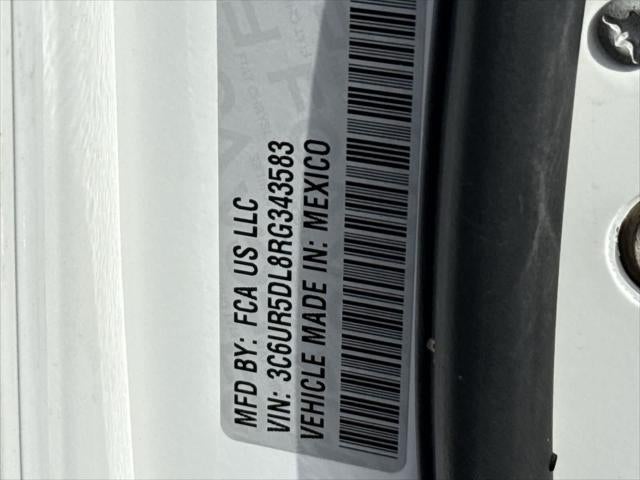 MFD BY: FCA US LLC
VIN: 3C6UR5DL8RG343583
VEHICLE MADE IN: MEXICO